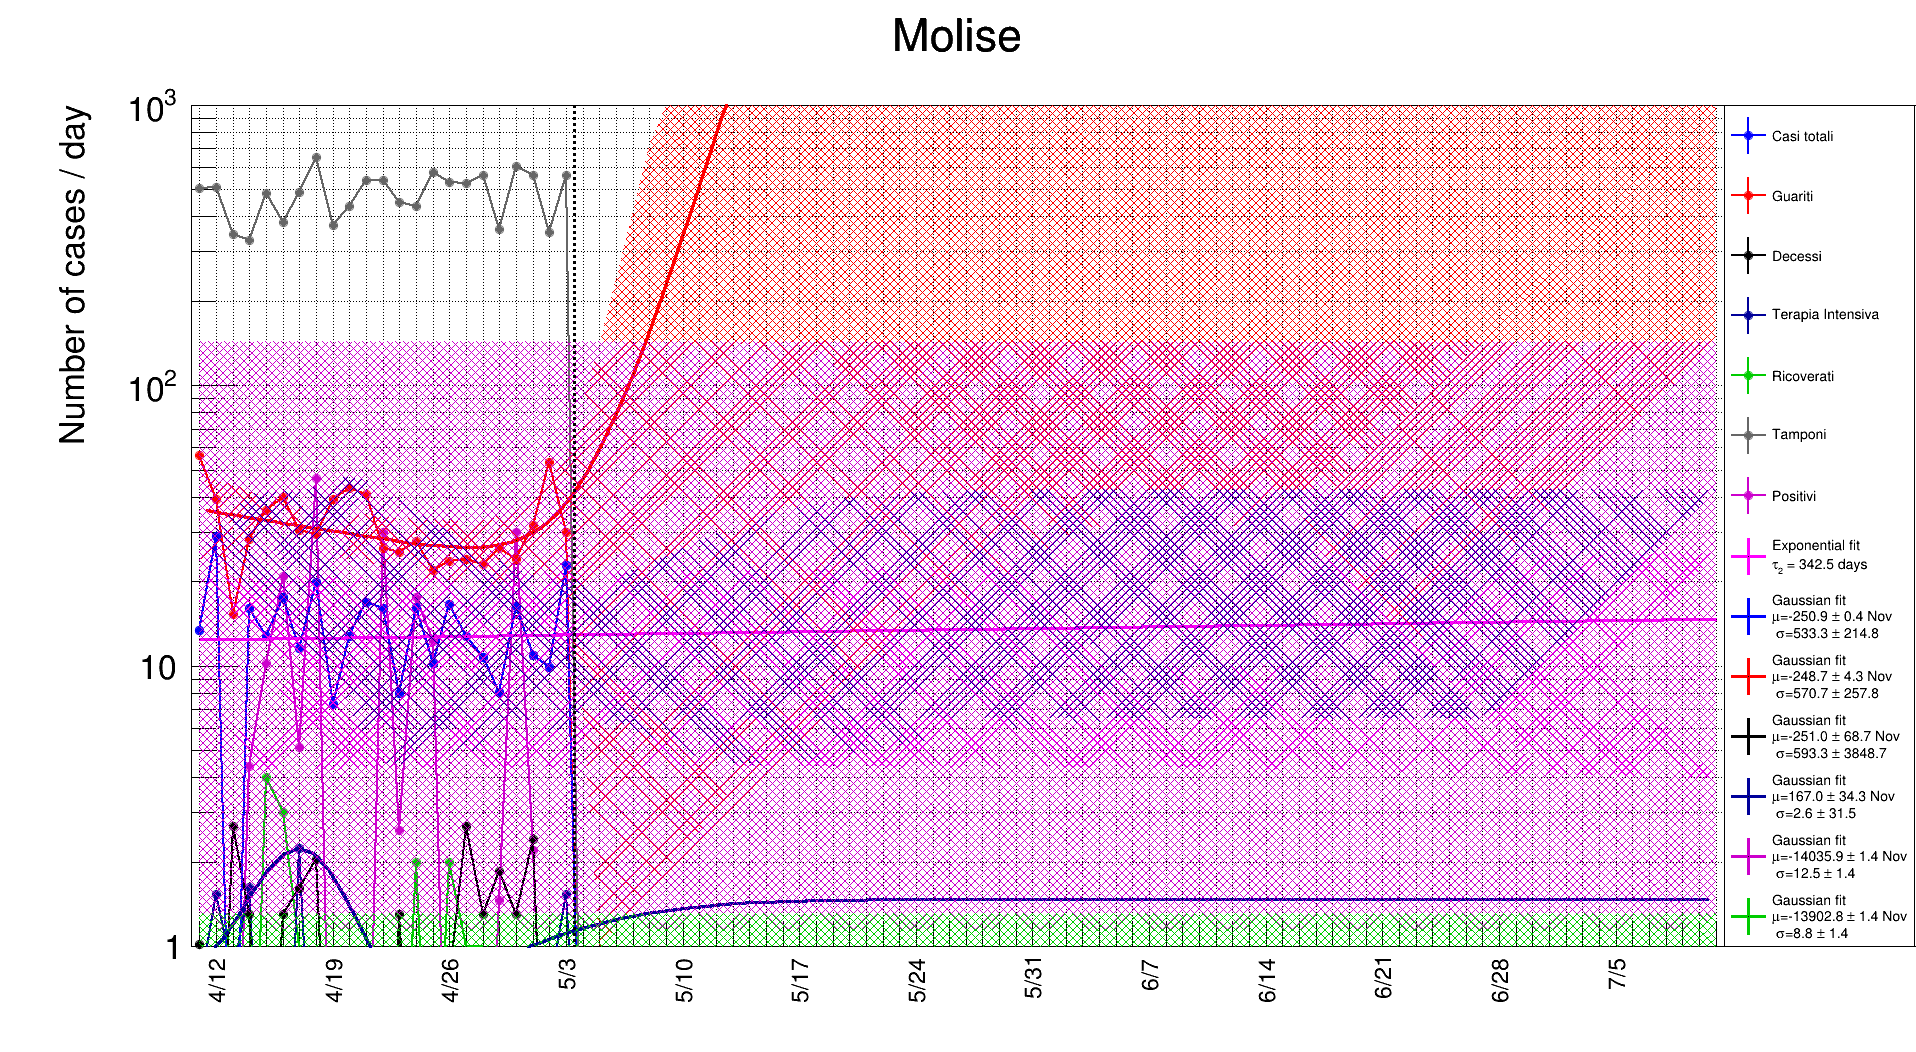 Molise
Number of cases / day
10³
10²
10
1
4/12
4/19
4/26
5/3
5/10
5/17
5/24
5/31
6/7
6/14
6/21
6/28
7/5
Casi totali
Guariti
Decessi
Terapia Intensiva
Ricoverati
Tamponi
Positivi
Exponential fit
τ₂ = 342.5 days
Gaussian fit
μ=-250.9 ± 0.4 Nov
σ=533.3 ± 214.8
Gaussian fit
μ=-248.7 ± 4.3 Nov
σ=570.7 ± 257.8
Gaussian fit
μ=-251.0 ± 68.7 Nov
σ=593.3 ± 3848.7
Gaussian fit
μ=167.0 ± 34.3 Nov
σ=2.6 ± 31.5
Gaussian fit
μ=-14035.9 ± 1.4 Nov
σ=12.5 ± 1.4
Gaussian fit
μ=-13902.8 ± 1.4 Nov
σ=8.8 ± 1.4